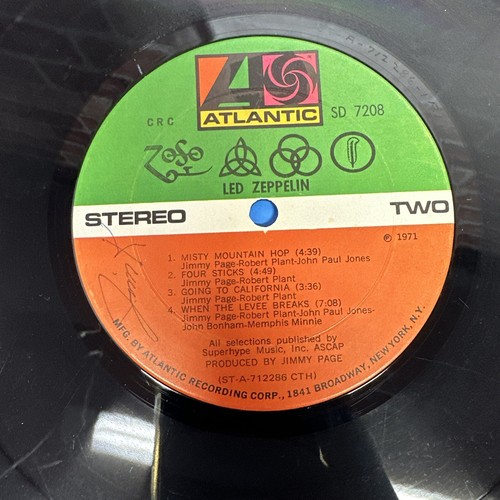 ATLANTIC
CRC
SD 7208
LED ZEPPELIN
STEREO
TWO
℗ 1971
1. MISTY MOUNTAIN HOP (4:39)
Jimmy Page-Robert Plant-John Paul Jones
2. FOUR STICKS (4:49)
Jimmy Page-Robert Plant
3. GOING TO CALIFORNIA (3:36)
Jimmy Page-Robert Plant
4. WHEN THE LEVEE BREAKS (7:08)
Jimmy Page-Robert Plant-John Paul Jones-
John Bonham-Memphis Minnie
All selections published by
Superhype Music, Inc. ASCAP
PRODUCED BY JIMMY PAGE
(ST-A-712286 CTH)
MFG. BY ATLANTIC RECORDING CORP., 1841 BROADWAY, NEW YORK, N.Y.